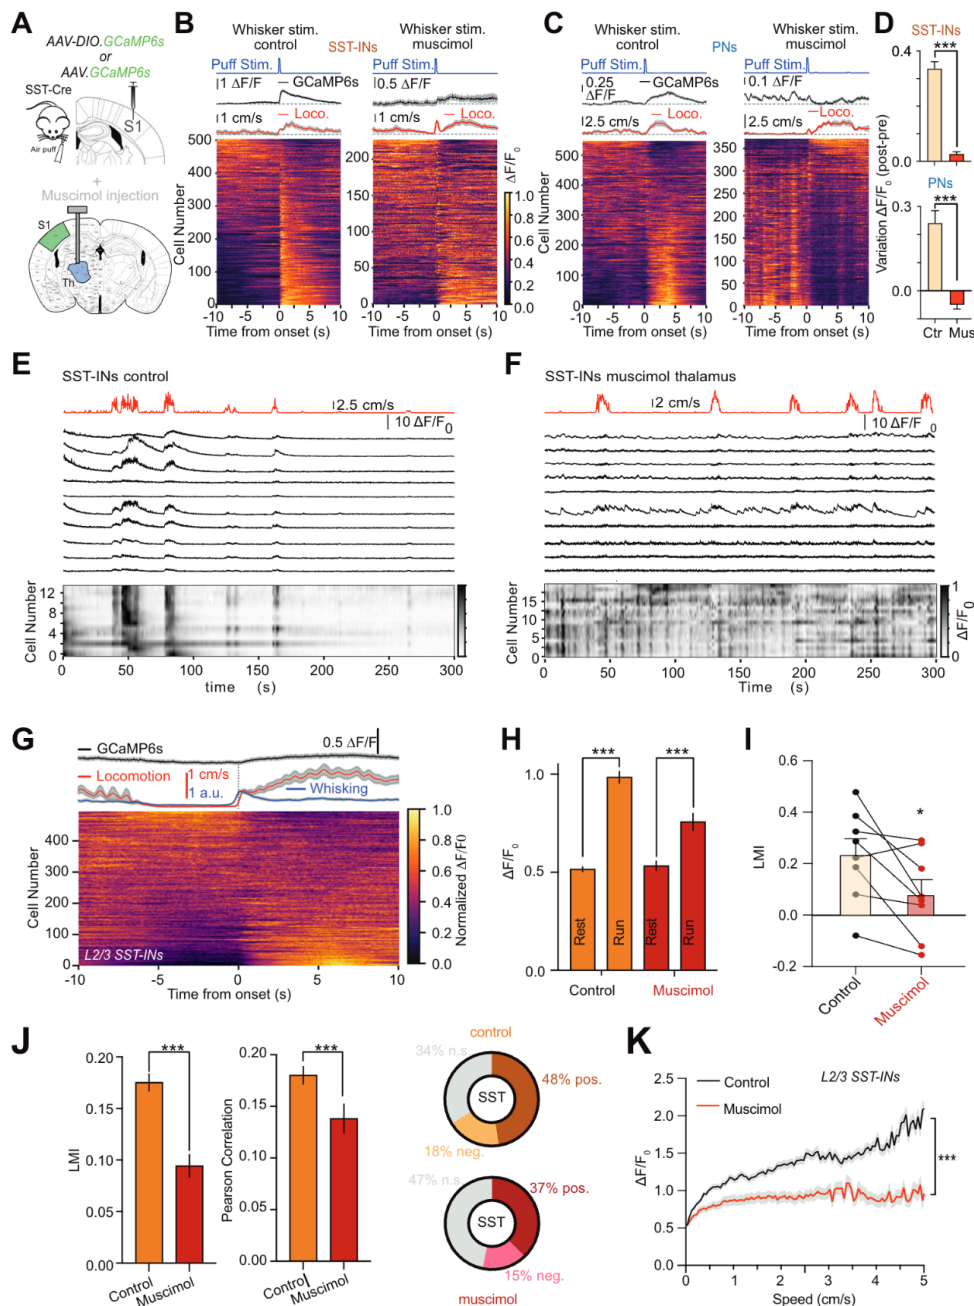 A
AAV-DIO.GCaMP6s
or
AAV.GCaMP6s
SST-Cre
S1
Air puff
+
Muscimol injection
S1
Th
B
Whisker stim.
control
SST-INs
Whisker stim.
muscimol
Puff Stim.
1 ΔF/F
GCaMP6s
0.5 ΔF/F
1 cm/s
Loco.
1 cm/s
Loco.
Cell Number
500
400
300
200
100
0
200
150
100
50
0
ΔF/F0
1.0
0.8
0.6
0.4
0.2
0.0
-10 -5 0 5 10
-10 -5 0 5 10
Time from onset (s)
Time from onset (s)
C
Whisker stim.
control
PNs
Whisker stim.
muscimol
Puff Stim.
0.25
ΔF/F
GCaMP6s
0.1 ΔF/F
2.5 cm/s
Loco.
2.5 cm/s
Loco.
Cell Number
500
400
300
200
100
0
350
300
250
200
150
100
50
0
-10 -5 0 5 10
-10 -5 0 5 10
Time from onset (s)
Time from onset (s)
D
SST-INs
0.4
***
0.0
PNs
0.3
***
0.0
Variation ΔF/F0 (post-pre)
Ctr Mus
E
SST-INs control
2.5 cm/s
10 ΔF/F0
Cell Number
12
8
4
0
0 50 100 150 200 250 300
time (s)
F
SST-INs muscimol thalamus
2 cm/s
10 ΔF/F0
Cell Number
15
10
5
0
1
0
ΔF/F0
0 50 100 150 200 250 300
Time (s)
G
GCaMP6s
0.5 ΔF/F
Locomotion
1 cm/s
1 a.u.
Whisking
Cell Number
400
300
200
100
0
L2/3 SST-INs
1.0
0.8
0.6
0.4
0.2
0.0
Normalized ΔF/F0
-10 -5 0 5 10
Time from onset (s)
H
*** ***
1.0
0.5
0.0
ΔF/F0
Rest Run Rest Run
Control Muscimol
I
0.6
0.4
0.2
0.0
-0.2
LMI
*
Control
Muscimol
J
***
0.20
0.15
0.10
0.05
0.00
LMI
Control
Muscimol
***
0.20
0.15
0.10
0.05
0.00
Pearson Correlation
Control
Muscimol
control
34% n.s.
SST
48% pos.
18% neg.
47% n.s.
37% pos.
SST
15% neg.
muscimol
K
L2/3 SST-INs
Control
Muscimol
2.5
2.0
1.5
1.0
0.5
0.0
ΔF/F0
***
0 1 2 3 4 5
Speed (cm/s)